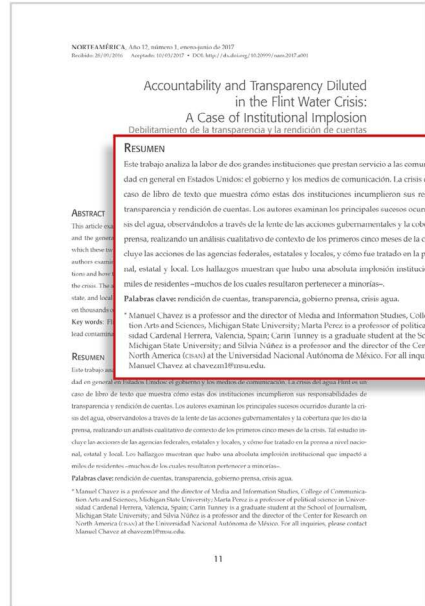 NORTEAMÉRICA, Año 12, número 1, enero-junio de 2017
Recibido: 20/05/2016 Aceptado: 10/03/2017 • DOI: http://dx.doi.org/10.20999/nam.2017.a001
Accountability and Transparency Diluted
in the Flint Water Crisis:
A Case of Institutional Implosion
Debilitamiento de la transparencia y la rendición de cuentas
RESUMEN
Este trabajo analiza la labor de dos grandes instituciones que prestan servicio a las comu
dad en general en Estados Unidos: el gobierno y los medios de comunicación. La crisis
caso de libro de texto que muestra cómo estas dos instituciones incumplieron sus re
transparencia y rendición de cuentas. Los autores examinan los principales sucesos ocur
sis del agua, observándolos a través de la lente de las acciones gubernamentales y la cobe
prensa, realizando un análisis cualitativo de contexto de los primeros cinco meses de la c
cluye las acciones de las agencias federales, estatales y locales, y cómo fue tratado en la p
nal, estatal y local. Los hallazgos muestran que hubo una absoluta implosión instituci
miles de residentes –muchos de los cuales resultaron pertenecer a minorías–.
Palabras clave: rendición de cuentas, transparencia, gobierno prensa, crisis agua.
* Manuel Chavez is a professor and the director of Media and Information Studies, Coll
tion Arts and Sciences, Michigan State University; Marta Perez is a professor of politica
sidad Cardenal Herrera, Valencia, Spain; Carin Tunney is a graduate student at the Sc
Michigan State University; and Silvia Núñez is a professor and the director of the Cen
North America (CISAN) at the Universidad Nacional Autónoma de México. For all inqui
Manuel Chavez at chavezm1@msu.edu.
ABSTRACT
This article exa
and the genera
which these tw
authors exami
tions and how t
the crisis. The a
state, and local
on thousands o
Key words: Fl
lead contamina
RESUMEN
Este trabajo ana
dad en general en Estados Unidos: el gobierno y los medios de comunicación. La crisis del agua Flint es un
caso de libro de texto que muestra cómo estas dos instituciones incumplieron sus responsabilidades de
transparencia y rendición de cuentas. Los autores examinan los principales sucesos ocurridos durante la cri-
sis del agua, observándolos a través de la lente de las acciones gubernamentales y la cobertura que les dio la
prensa, realizando un análisis cualitativo de contexto de los primeros cinco meses de la crisis. Tal estudio in-
cluye las acciones de las agencias federales, estatales y locales, y cómo fue tratado en la prensa a nivel nacio-
nal, estatal y local. Los hallazgos muestran que hubo una absoluta implosión institucional que impactó a
miles de residentes –muchos de los cuales resultaron pertenecer a minorías–.
Palabras clave: rendición de cuentas, transparencia, gobierno prensa, crisis agua.
* Manuel Chavez is a professor and the director of Media and Information Studies, College of Communica-
tion Arts and Sciences, Michigan State University; Marta Perez is a professor of political science in Univer-
sidad Cardenal Herrera, Valencia, Spain; Carin Tunney is a graduate student at the School of Journalism,
Michigan State University; and Silvia Núñez is a professor and the director of the Center for Research on
North America (CISAN) at the Universidad Nacional Autónoma de México. For all inquiries, please contact
Manuel Chavez at chavezm1@msu.edu.
11